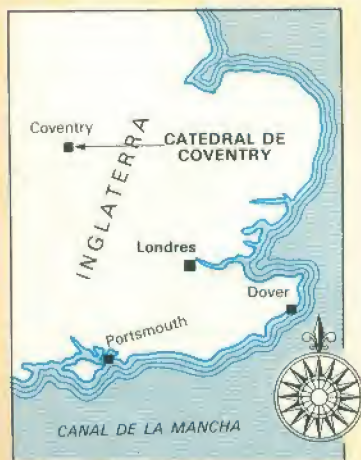 Coventry
CATEDRAL DE
COVENTRY
INGLATERRA
Londres
Dover
Portsmouth
CANAL DE LA MANCHA